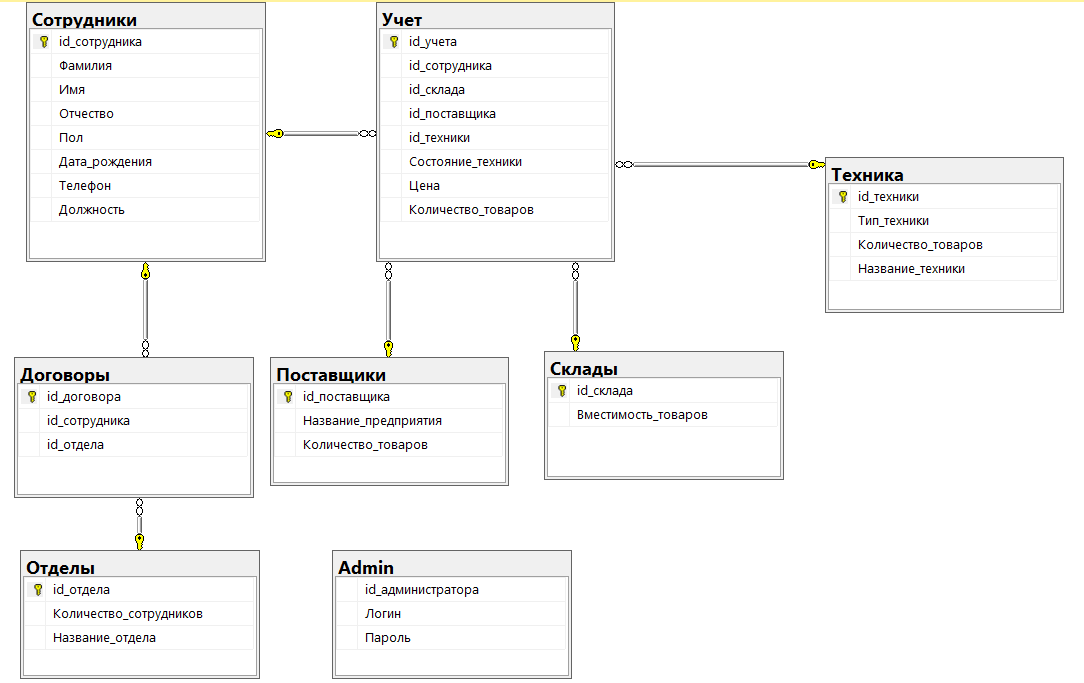 Сотрудники
id_сотрудника
Фамилия
Имя
Отчество
Пол
Дата_рождения
Телефон
Должность
Учет
id_учета
id_сотрудника
id_склада
id_поставщика
id_техники
Состояние_техники
Цена
Количество_товаров
Техника
id_техники
Тип_техники
Количество_товаров
Название_техники
Договоры
id_договора
id_сотрудника
id_отдела
Поставщики
id_поставщика
Название_предприятия
Количество_товаров
Склады
id_склада
Вместимость_товаров
Отделы
id_отдела
Количество_сотрудников
Название_отдела
Admin
id_администратора
Логин
Пароль